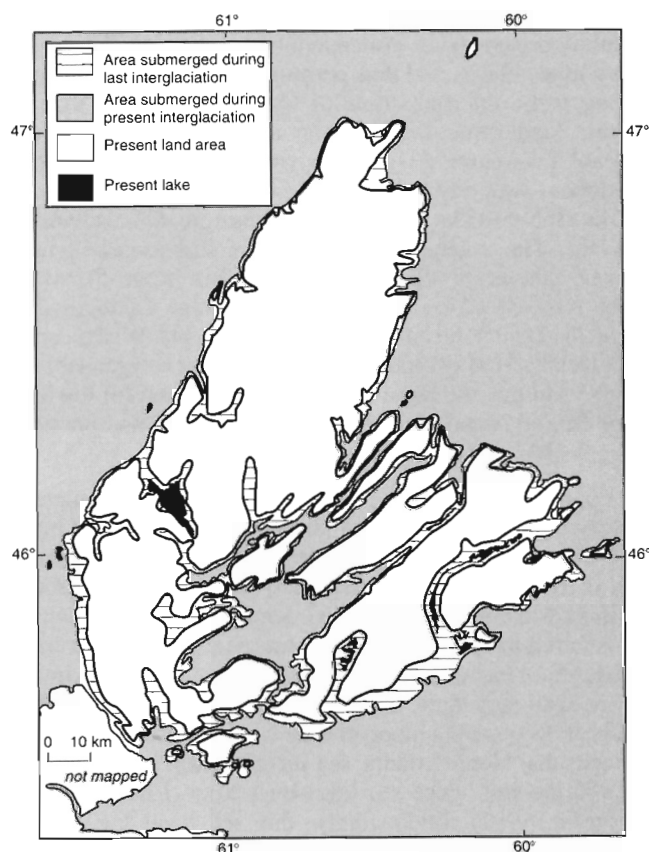 61°
60°
Area submerged during
last interglaciation
Area submerged during
present interglaciation
Present land area
Present lake
47°
47°
46°
46°
0 10 km
not mapped
61°
60°